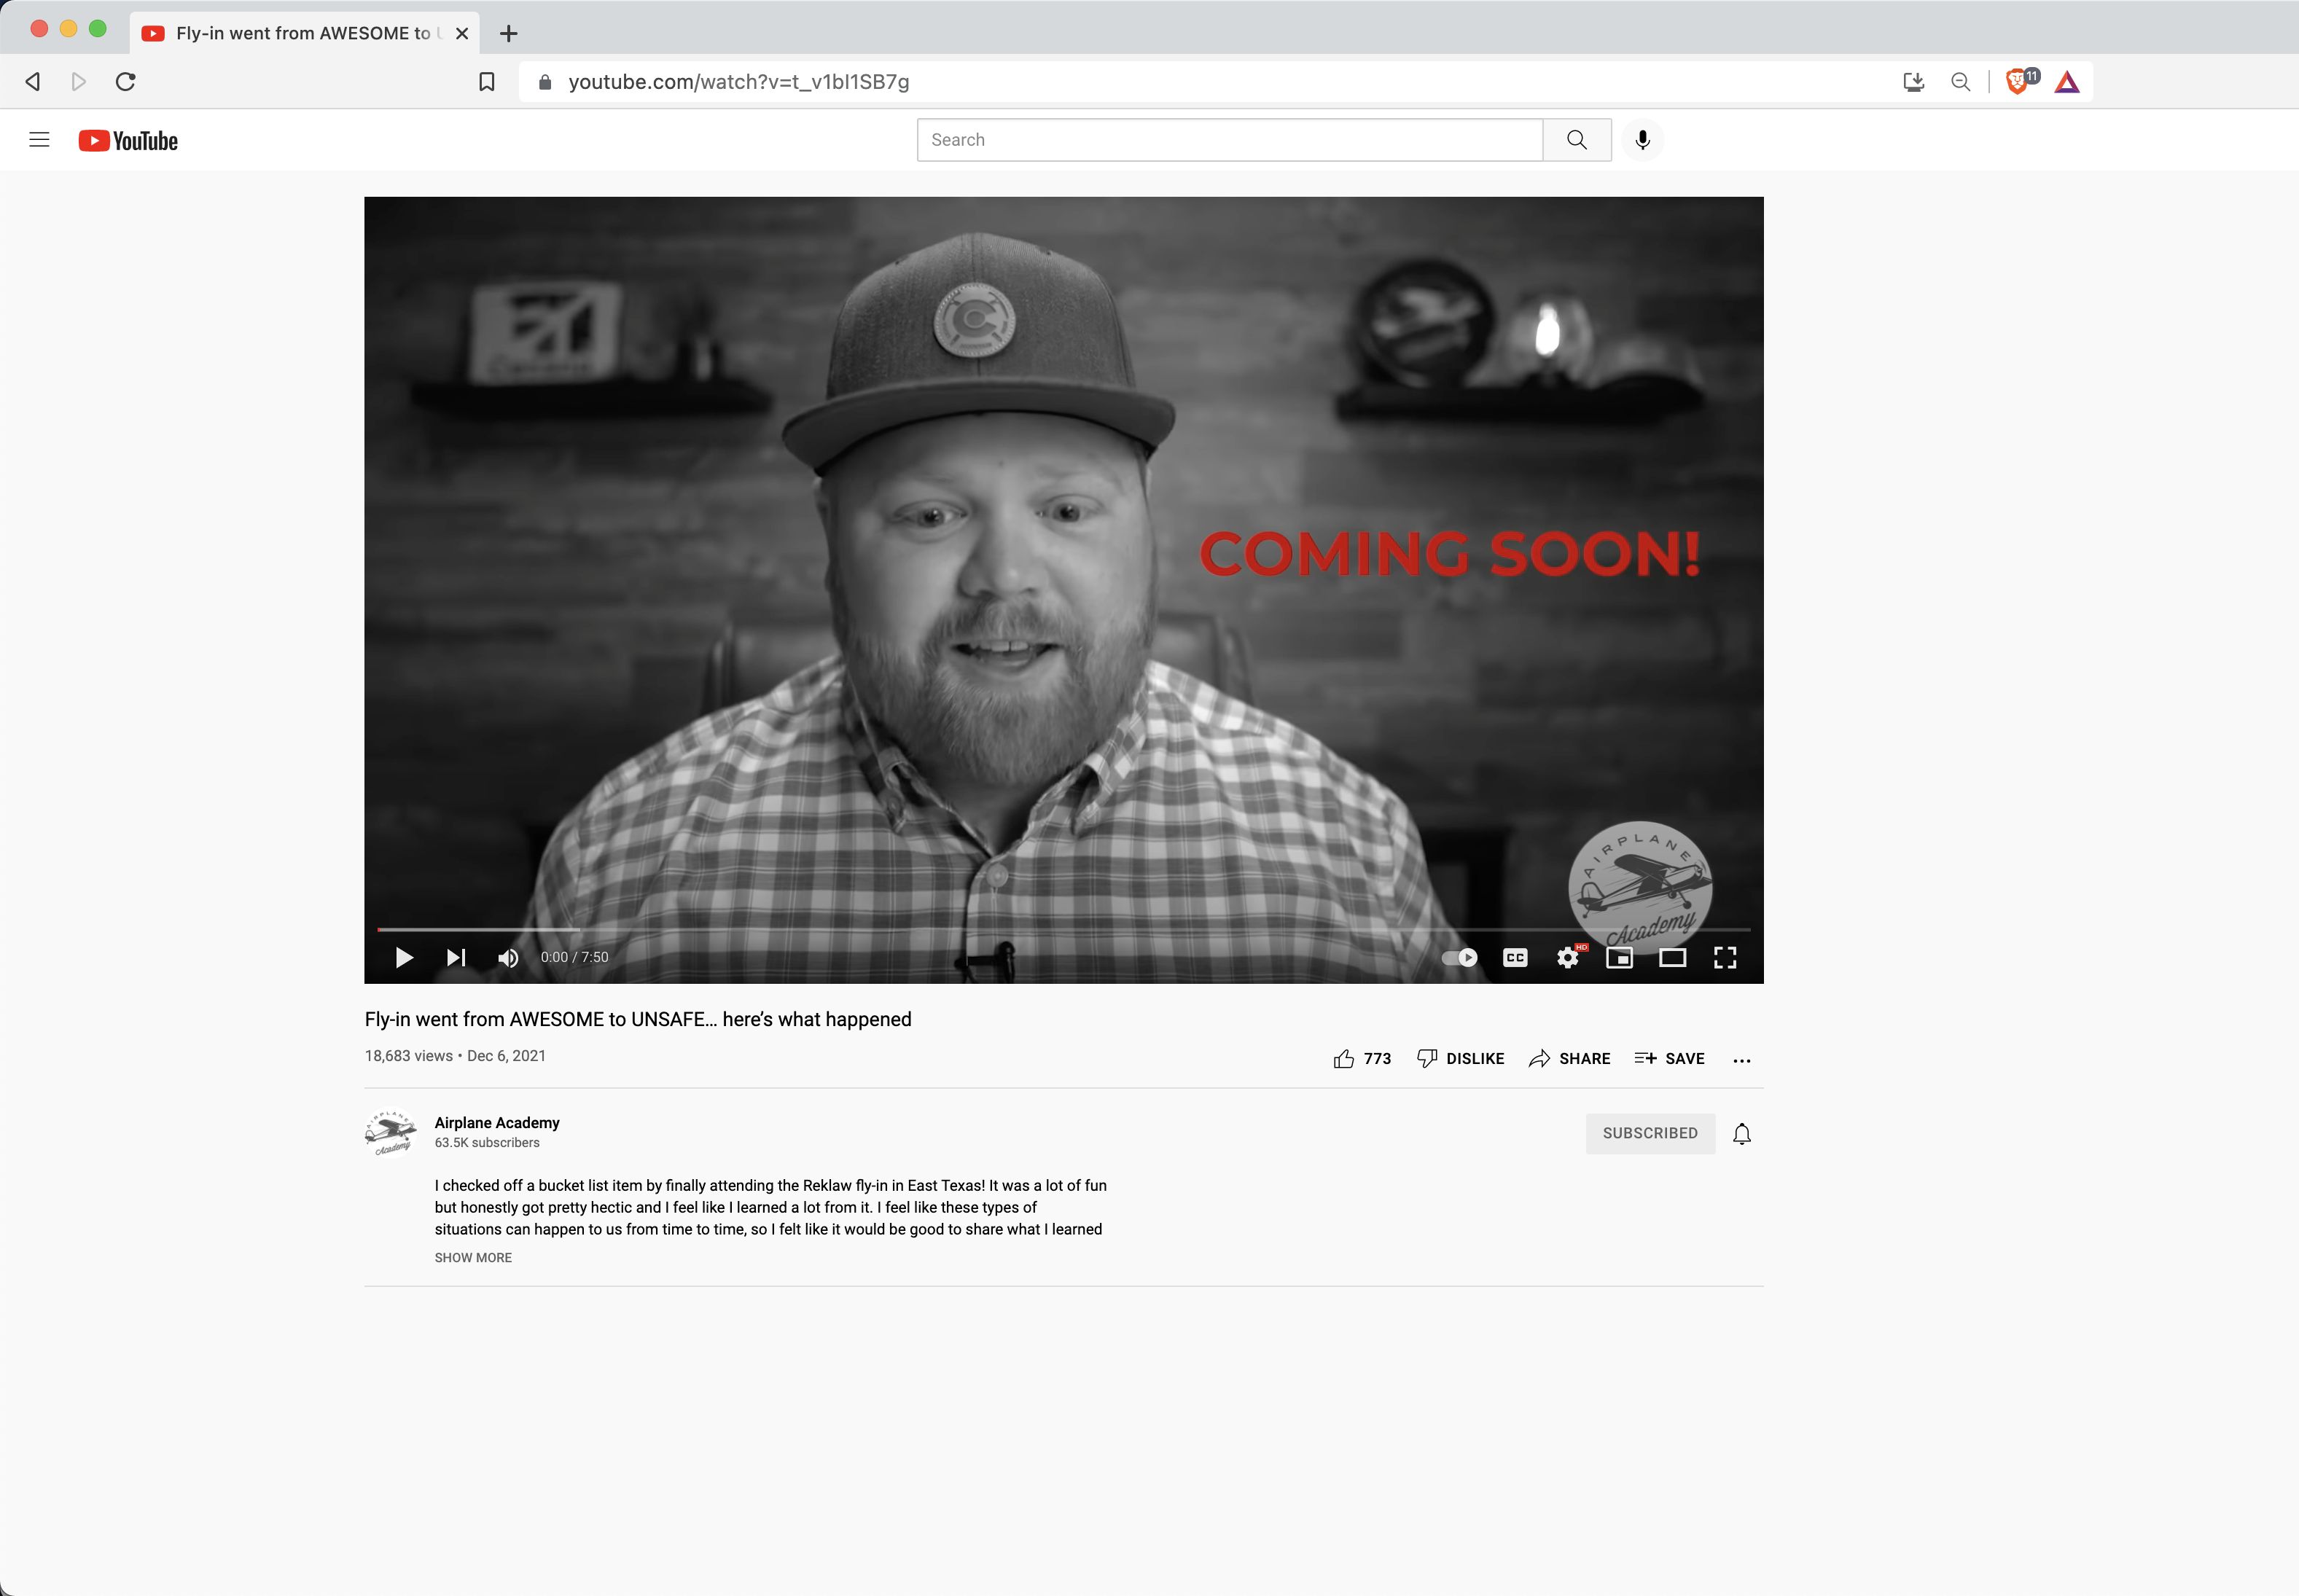 Fly-in went from AWESOME to
youtube.com/watch?v=t_v1bI1SB7g
11
YouTube
Search
COMING SOON!
AIRPLANE
Academy
0:00 / 7:50
CC
HD
Fly-in went from AWESOME to UNSAFE... here's what happened
18,683 views • Dec 6, 2021
773 DISLIKE SHARE SAVE
AIRPLANE
Academy
Airplane Academy
63.5K subscribers
SUBSCRIBED
I checked off a bucket list item by finally attending the Reklaw fly-in in East Texas! It was a lot of fun
but honestly got pretty hectic and I feel like I learned a lot from it. I feel like these types of
situations can happen to us from time to time, so I felt like it would be good to share what I learned
SHOW MORE